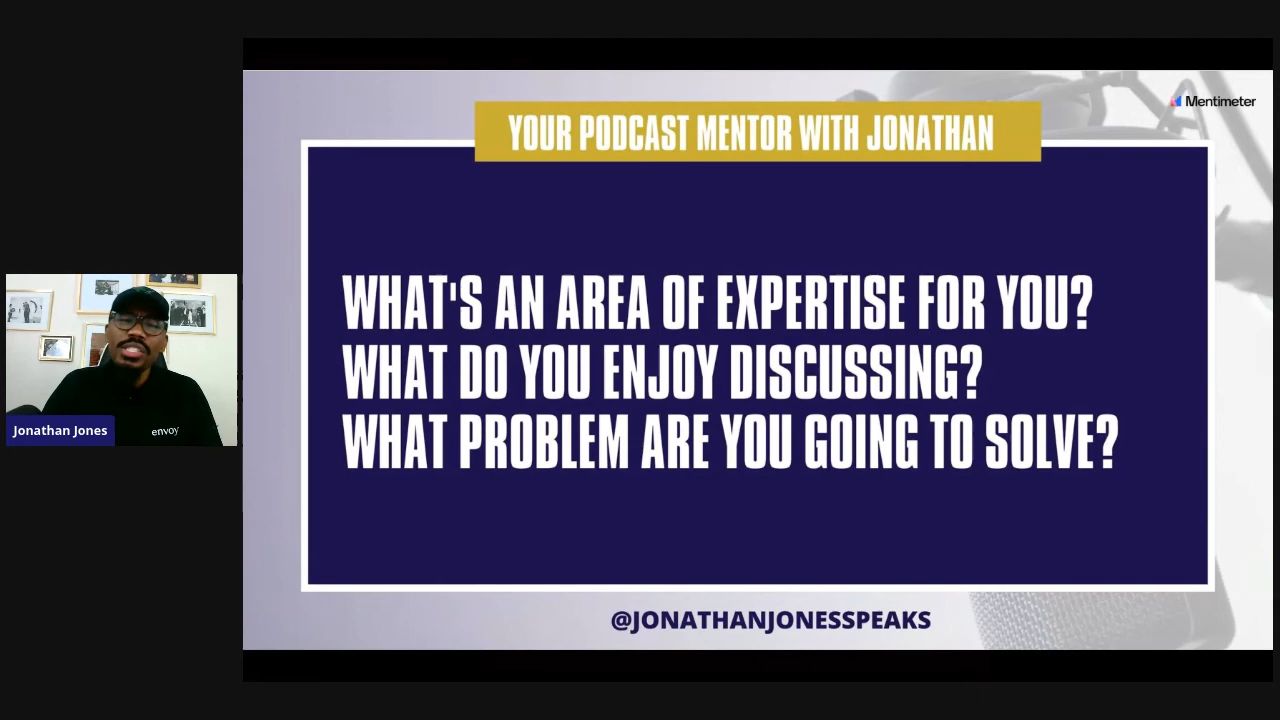 Mentimeter
YOUR PODCAST MENTOR WITH JONATHAN
WHAT'S AN AREA OF EXPERTISE FOR YOU?
WHAT DO YOU ENJOY DISCUSSING?
WHAT PROBLEM ARE YOU GOING TO SOLVE?
Jonathan Jones
envoy
@JONATHANJONESSPEAKS